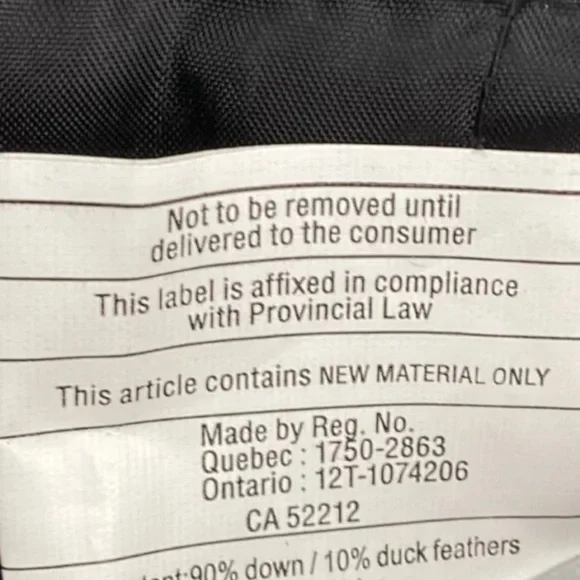 Not to be removed until
delivered to the consumer
This label is affixed in compliance
with Provincial Law
This article contains NEW MATERIAL ONLY
Made by Reg. No.
Quebec : 1750-2863
Ontario : 12T-1074206
CA 52212
90% down / 10% duck feathers